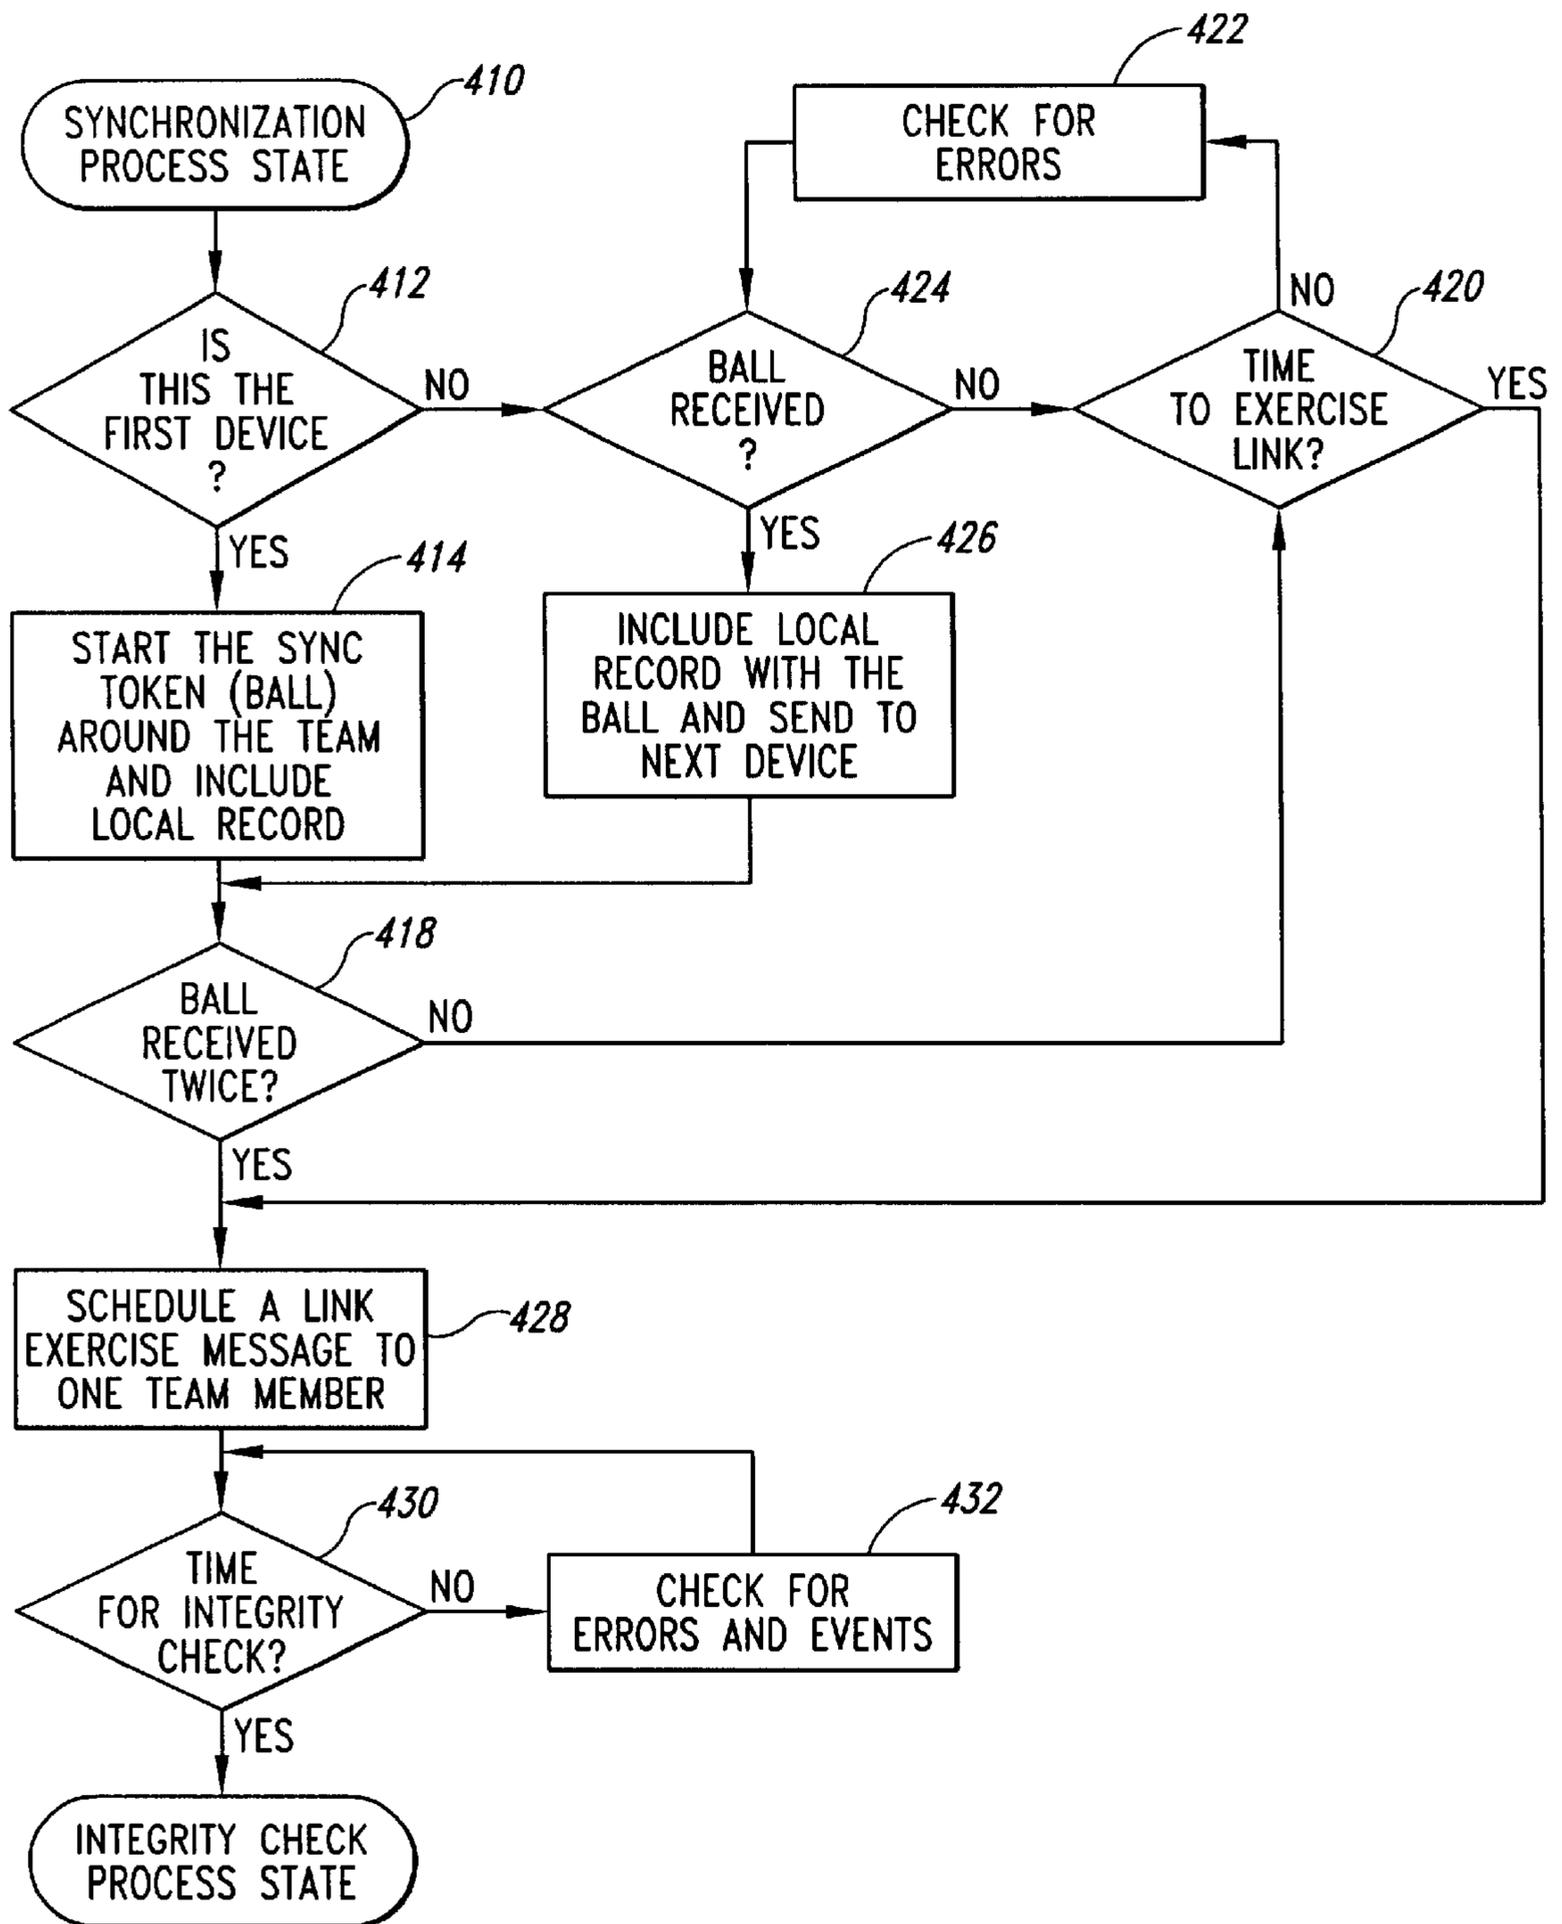 410
SYNCHRONIZATION
PROCESS STATE
422
CHECK FOR
ERRORS
412
IS
THIS THE
FIRST DEVICE
?
NO
YES
424
BALL
RECEIVED
?
NO
YES
420
TIME
TO EXERCISE
LINK?
NO
YES
414
START THE SYNC
TOKEN (BALL)
AROUND THE TEAM
AND INCLUDE
LOCAL RECORD
426
INCLUDE LOCAL
RECORD WITH THE
BALL AND SEND TO
NEXT DEVICE
418
BALL
RECEIVED
TWICE?
NO
YES
SCHEDULE A LINK
EXERCISE MESSAGE TO
ONE TEAM MEMBER
428
430
TIME
FOR INTEGRITY
CHECK?
NO
YES
432
CHECK FOR
ERRORS AND EVENTS
INTEGRITY CHECK
PROCESS STATE